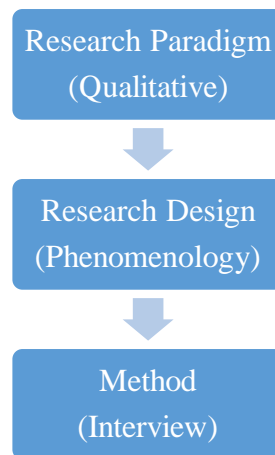 Research Paradigm
(Qualitative)
Research Design
(Phenomenology)
Method
(Interview)